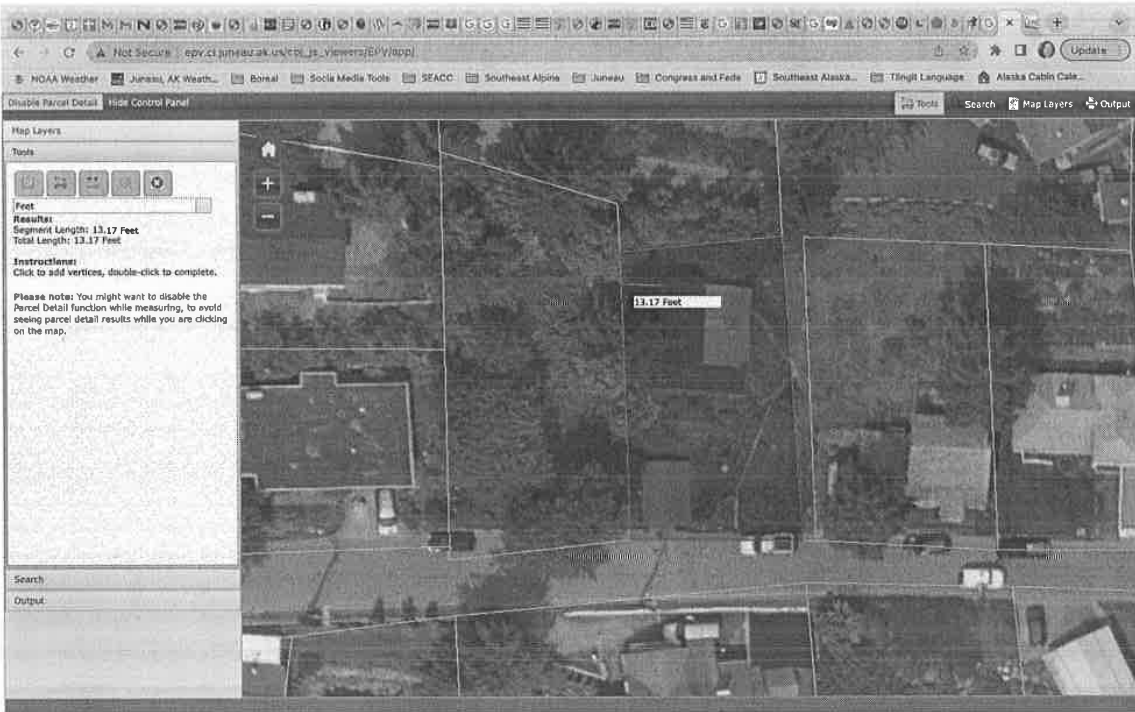 Not Secure epv.ci.juneau.ak.us/cbj_js_viewers/EPV/app/
Update
NOAA Weather Juneau, AK Weath... Boreal Socia Media Tools SEACC Southeast Alpine Juneau Congress and Fede Southeast Alaska... Tlingit Language Alaska Cabin Cale...
Disable Parcel Detail Hide Control Panel
Tools Search Map Layers Output
Map Layers
Tools
Feet
Results:
Segment Length: 13.17 Feet
Total Length: 13.17 Feet
Instructions:
Click to add vertices, double-click to complete.
Please note: You might want to disable the
Parcel Detail function while measuring, to avoid
seeing parcel detail results while you are clicking
on the map.
13.17 Feet
Search
Output